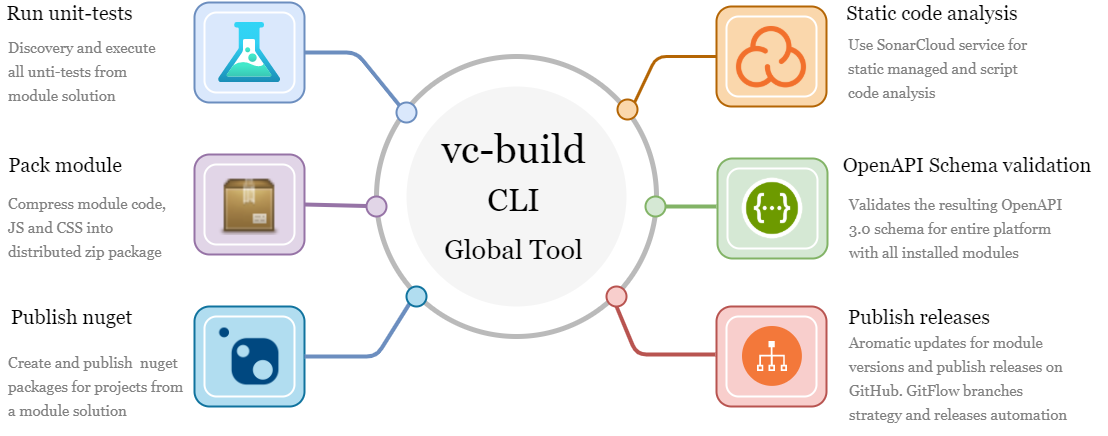 Run unit-tests
Discovery and execute
all unti-tests from
module solution
Pack module
Compress module code,
JS and CSS into
distributed zip package
Publish nuget
Create and publish nuget
packages for projects from
a module solution
vc-build
CLI
Global Tool
Static code analysis
Use SonarCloud service for
static managed and script
code analysis
OpenAPI Schema validation
{···}
Validates the resulting OpenAPI
3.0 schema for entire platform
with all installed modules
Publish releases
Aromatic updates for module
versions and publish releases on
GitHub. GitFlow branches
strategy and releases automation